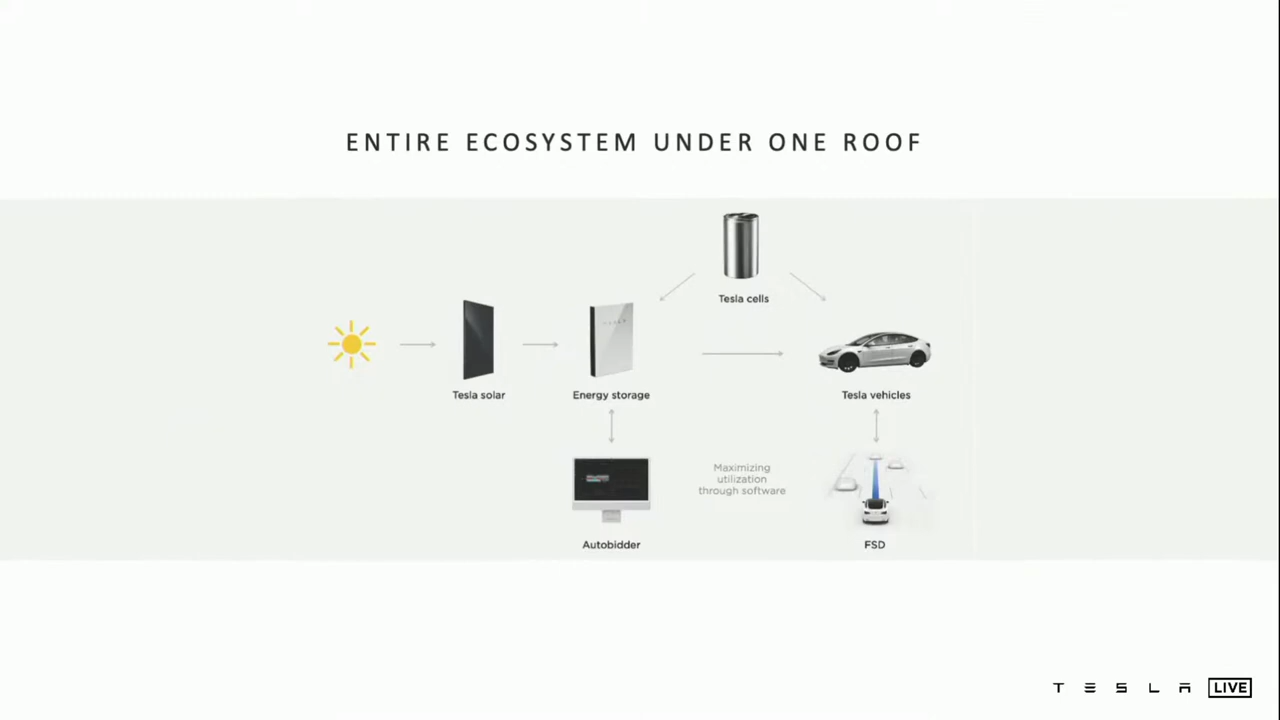 ENTIRE ECOSYSTEM UNDER ONE ROOF
Tesla cells
Tesla solar
Energy storage
Tesla vehicles
Maximizing
utilization
through software
Autobidder
FSD
TESLA LIVE